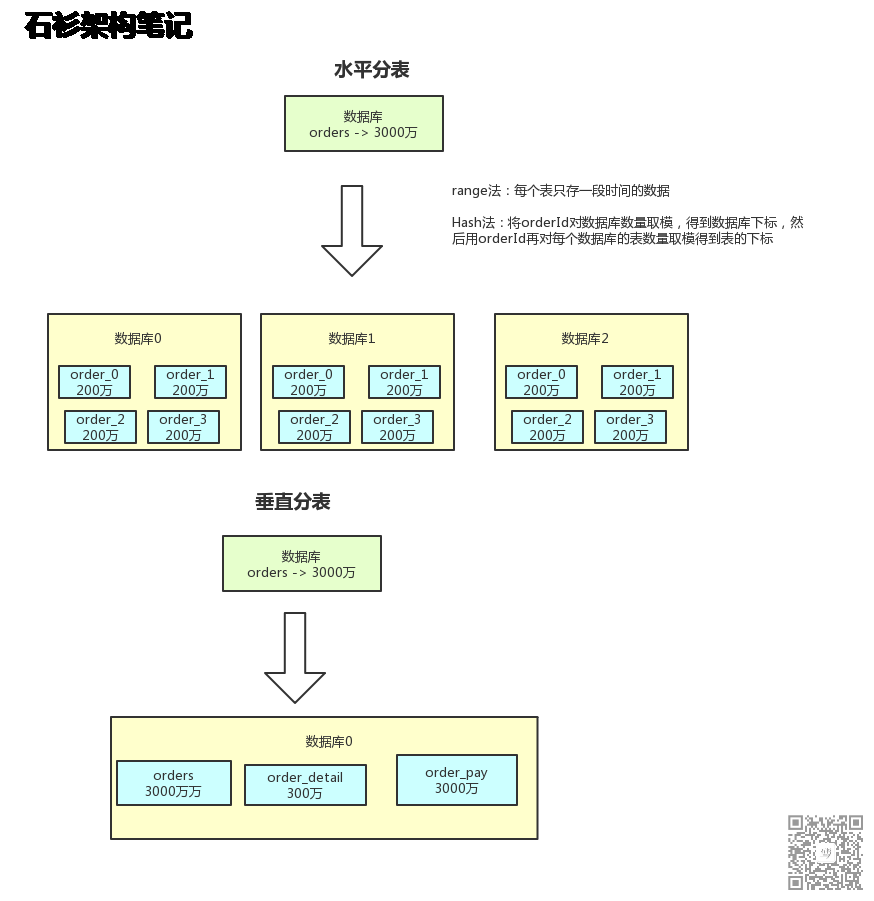 石杉架构笔记
水平分表
数据库
orders -> 3000万
range法：每个表只存一段时间的数据
Hash法：将orderId对数据库数量取模，得到数据库下标，然
后用orderId再对每个数据库的表数量取模得到表的下标
数据库0
order_0
200万
order_1
200万
order_2
200万
order_3
200万
数据库1
order_0
200万
order_1
200万
order_2
200万
order_3
200万
数据库2
order_0
200万
order_1
200万
order_2
200万
order_3
200万
垂直分表
数据库
orders -> 3000万
数据库0
orders
3000万万
order_detail
300万
order_pay
3000万